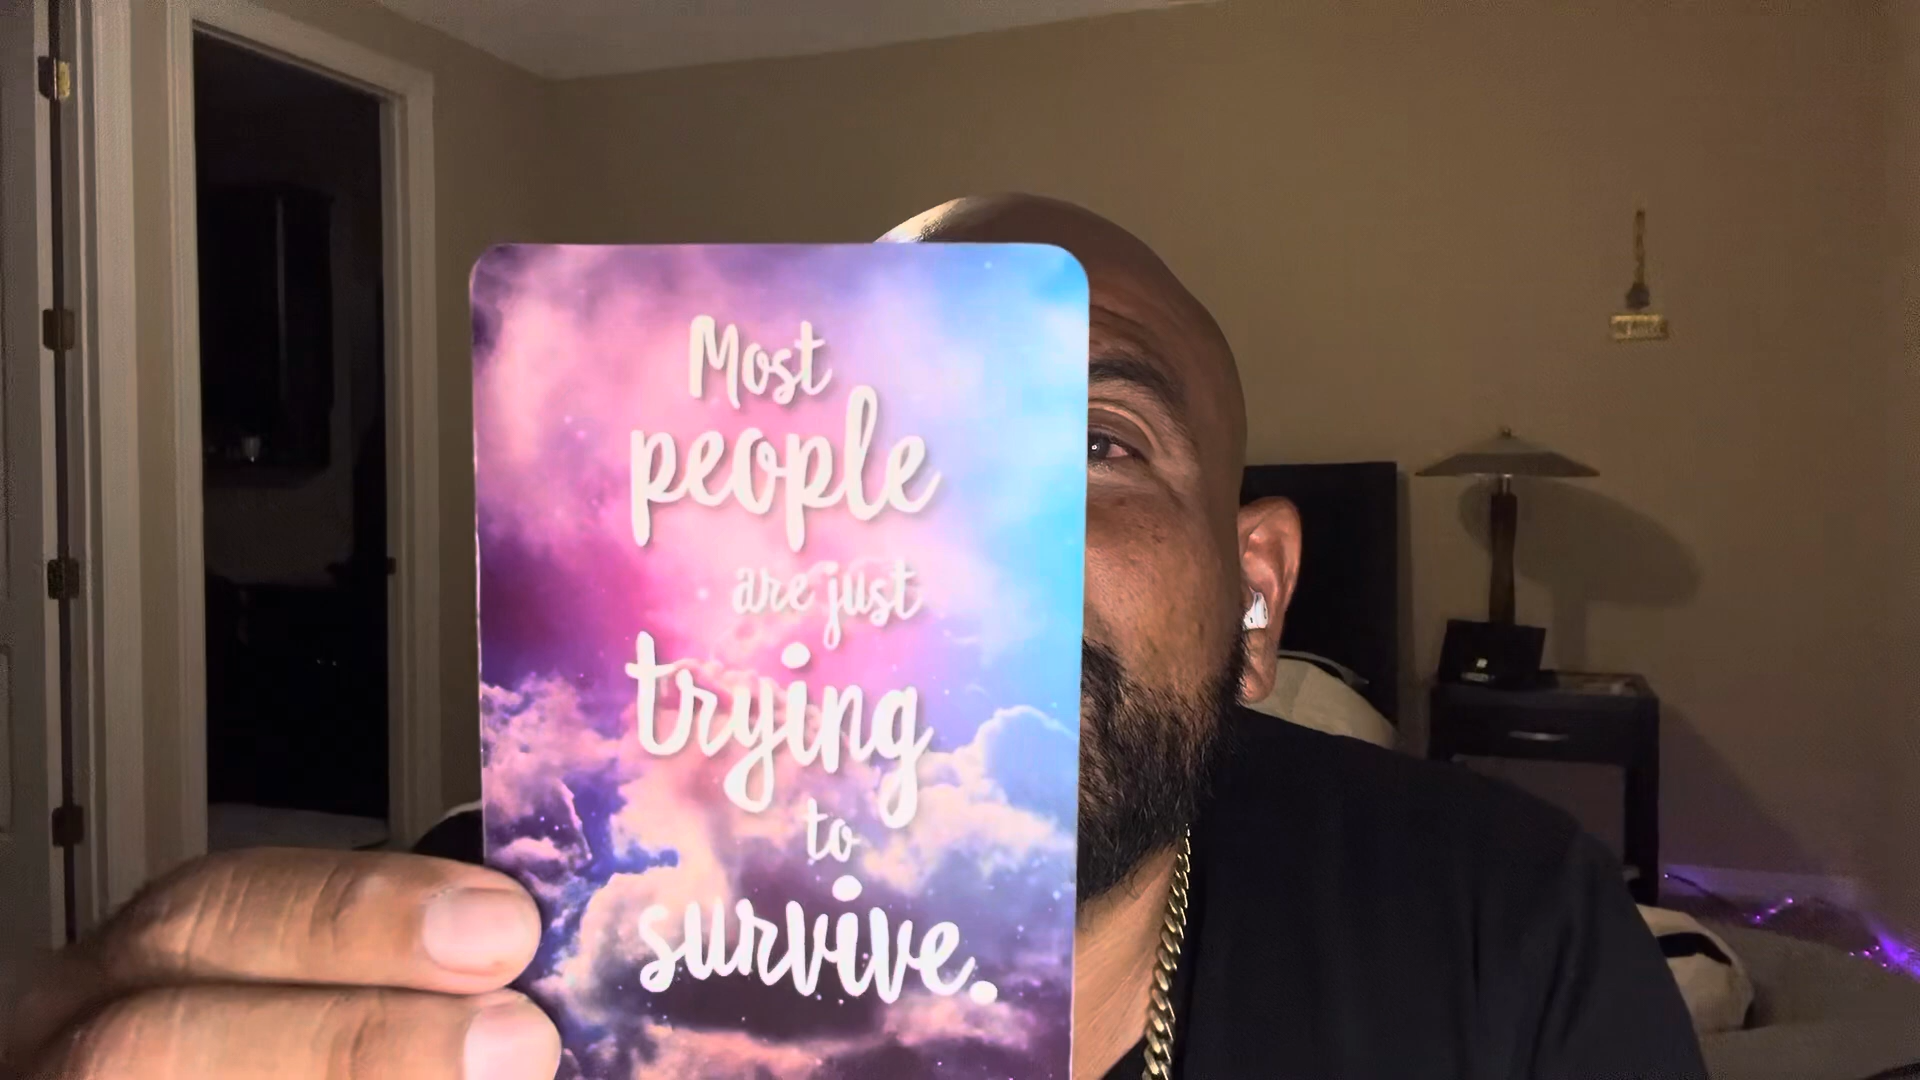 Most
people
are just
trying
to
survive.